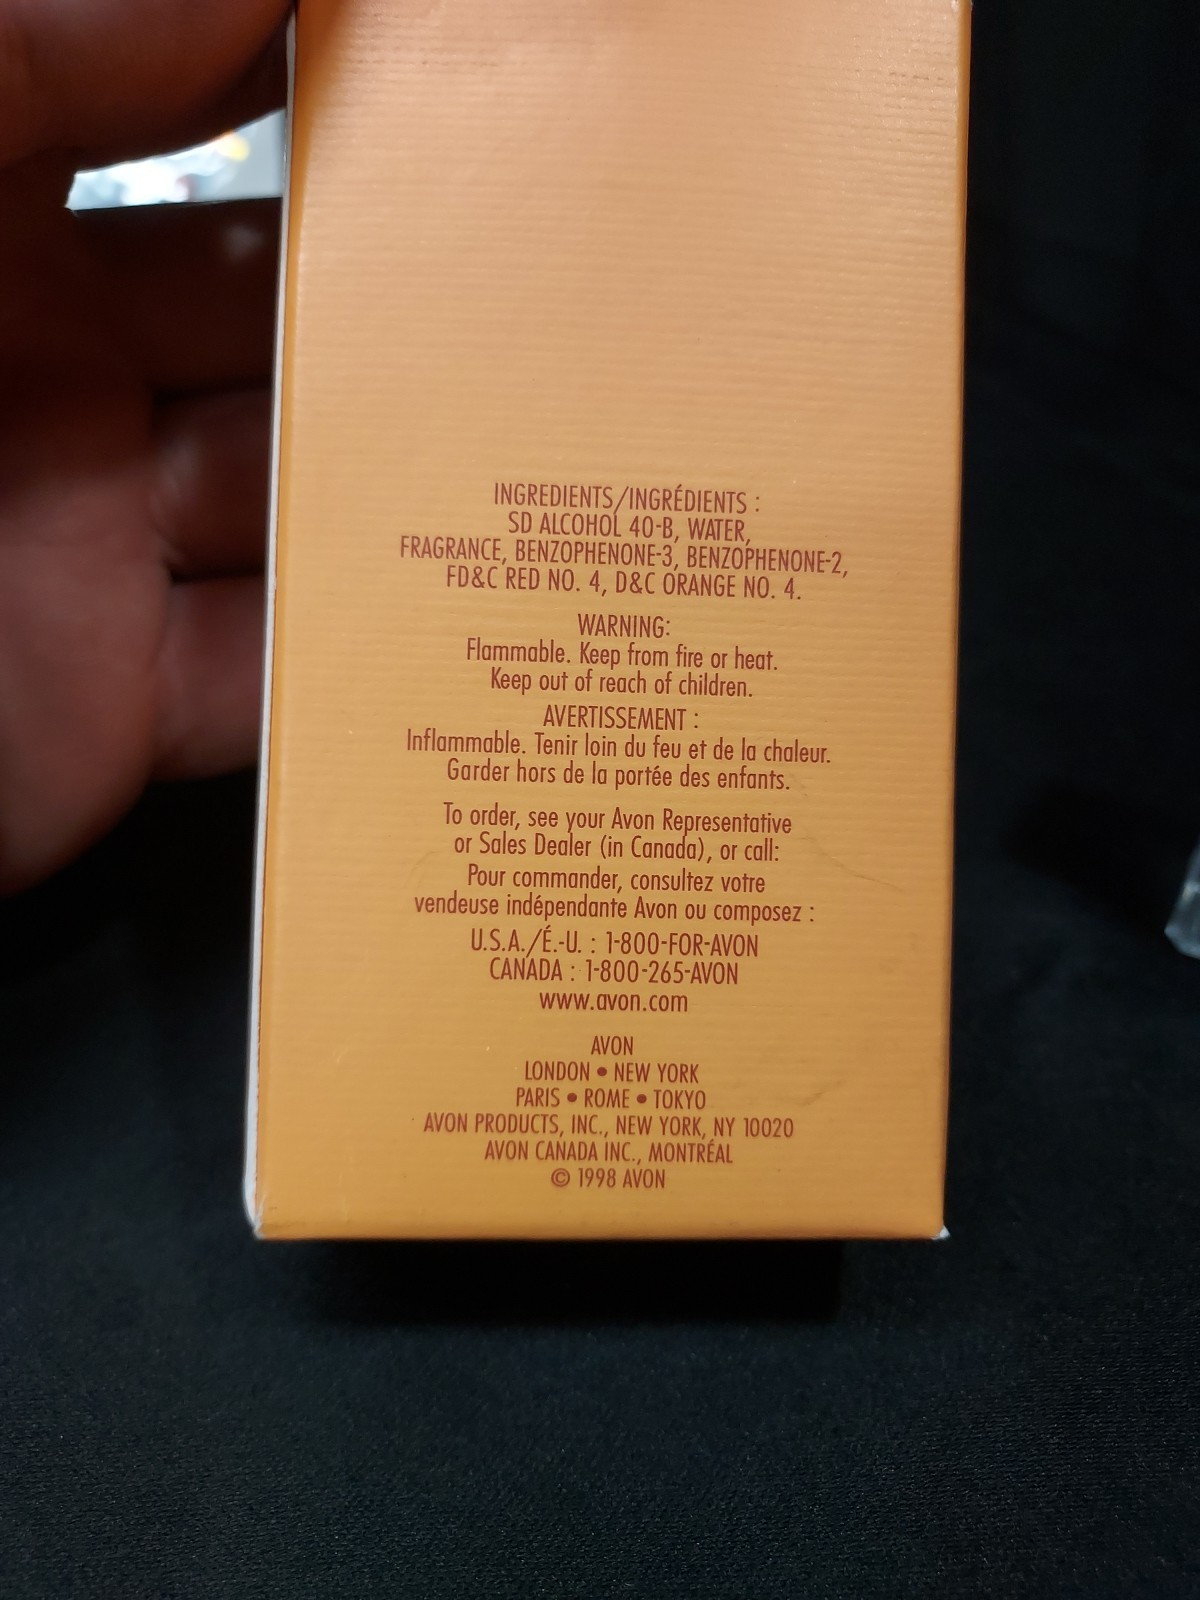 INGREDIENTS/INGRÉDIENTS :
SD ALCOHOL 40-B, WATER,
FRAGRANCE, BENZOPHENONE-3, BENZOPHENONE-2,
FD&C RED NO. 4, D&C ORANGE NO. 4.
WARNING:
Flammable. Keep from fire or heat.
Keep out of reach of children.
AVERTISSEMENT :
Inflammable. Tenir loin du feu et de la chaleur.
Garder hors de la portée des enfants.
To order, see your Avon Representative
or Sales Dealer (in Canada), or call:
Pour commander, consultez votre
vendeuse indépendante Avon ou composez :
U.S.A./É.-U. : 1-800-FOR-AVON
CANADA : 1-800-265-AVON
www.avon.com
AVON
LONDON • NEW YORK
PARIS • ROME • TOKYO
AVON PRODUCTS, INC., NEW YORK, NY 10020
AVON CANADA INC., MONTRÉAL
© 1998 AVON